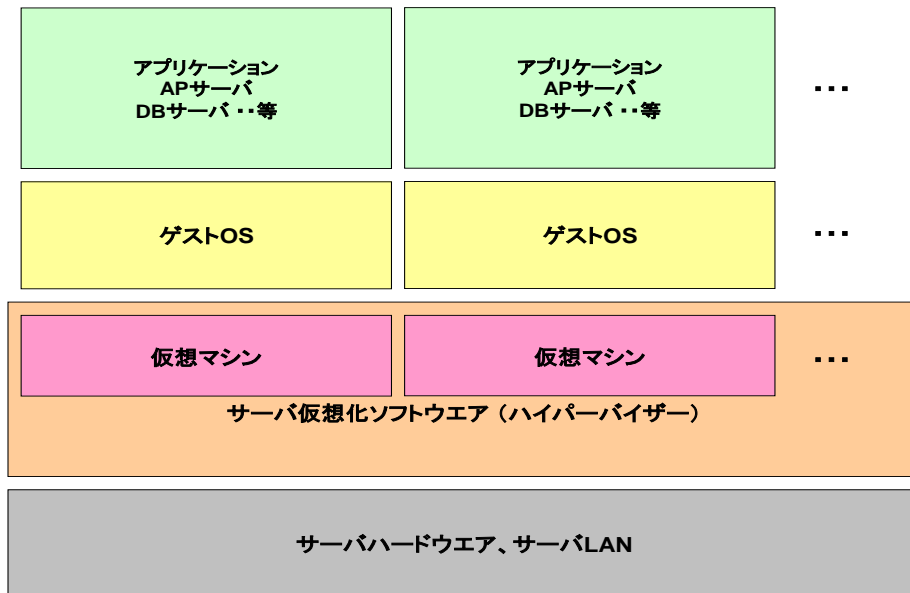 アプリケーション
APサーバ
DBサーバ ・・等
アプリケーション
APサーバ
DBサーバ ・・等
・・・
ゲストOS
ゲストOS
・・・
仮想マシン
仮想マシン
・・・
サーバ仮想化ソフトウエア（ハイパーバイザー）
サーバハードウエア、サーバLAN